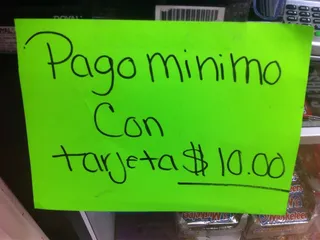 Pago minimo
Con
tarjeta $ 10.00